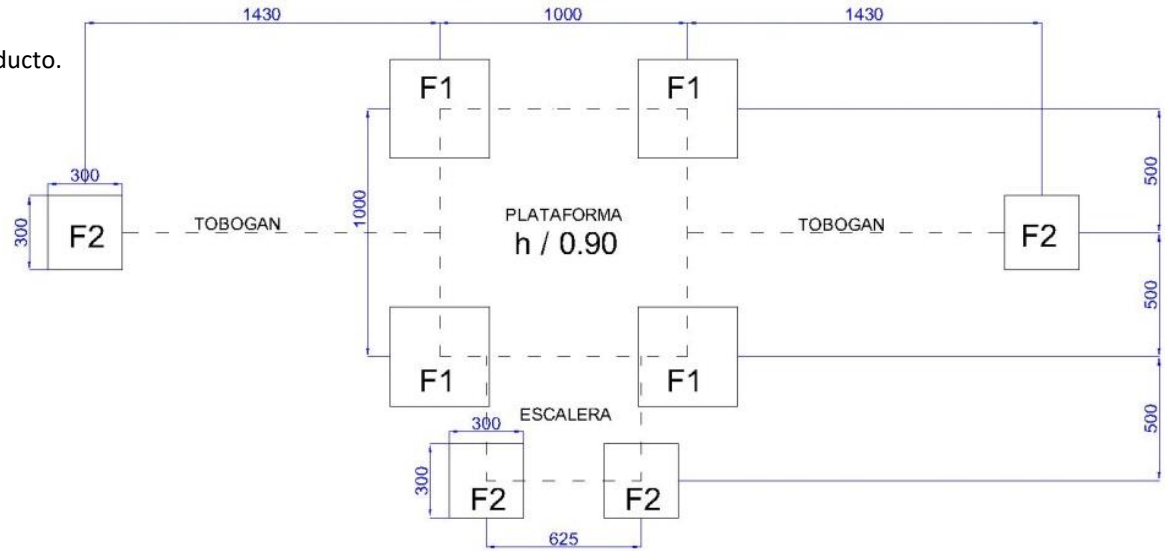 1430 1000 1430
ducto.
F1 F1
300 1000 500
TOBOGAN PLATAFORMA TOBOGAN
300 F2 h / 0.90 F2
500
F1 F1
ESCALERA
300 500
300 F2 F2
625